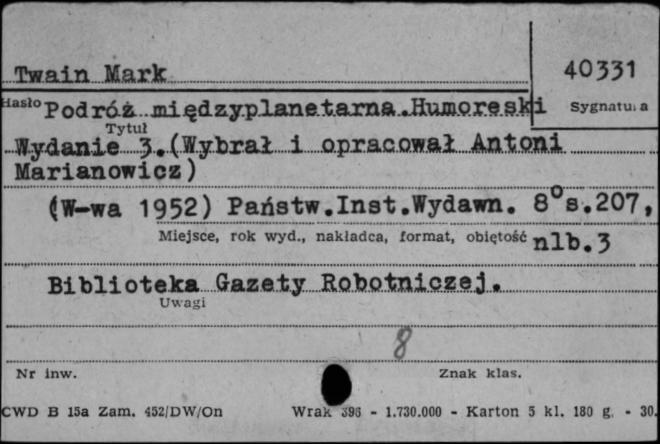 Twain Mark
40331
Hasło Podróż międzyplanetarna.Humoreski
Sygnatura
Tytuł
Wydanie 3.(Wybrał i opracował Antoni
Marianowicz)
(W-wa 1952) Państw.Inst.Wydawn. 8°s.207,
Miejsce, rok wyd., nakładca, format, objętość nlb.3
Biblioteka Gazety Robotniczej.
Uwagi
8
Nr inw.
Znak klas.
CWD B 15a Zam. 452/DW/On Wrak 396 - 1.730.000 - Karton 5 kl. 180 g. - 30.